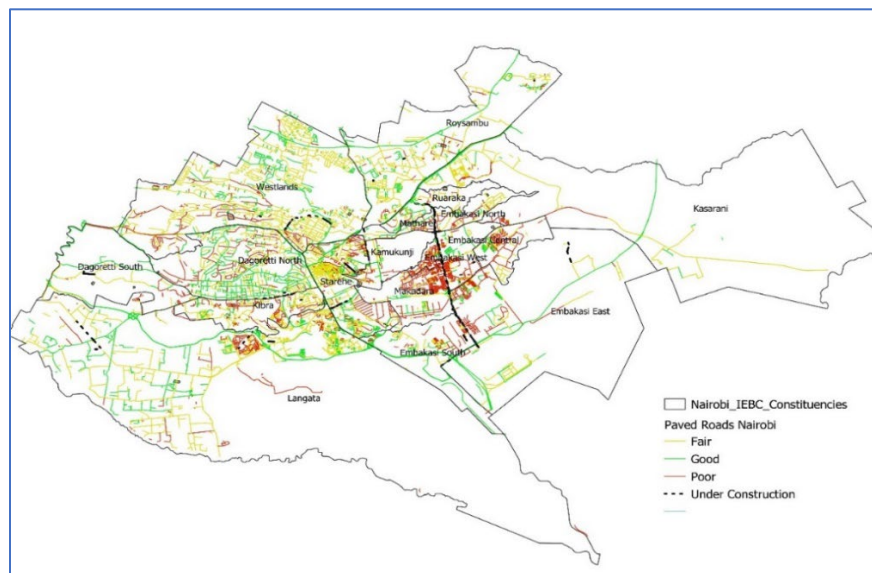 Roysambu
Westlands
Ruaraka
Kasarani
Embakasi North
Mathare
Embakasi Central
Kamukunji
Dagoretti North
Embakasi West
Dagoretti South
Starehe
Makadara
Kibra
Embakasi East
Embakasi South
Langata
Nairobi_IEBC_Constituencies
Paved Roads Nairobi
Fair
Good
Poor
Under Construction